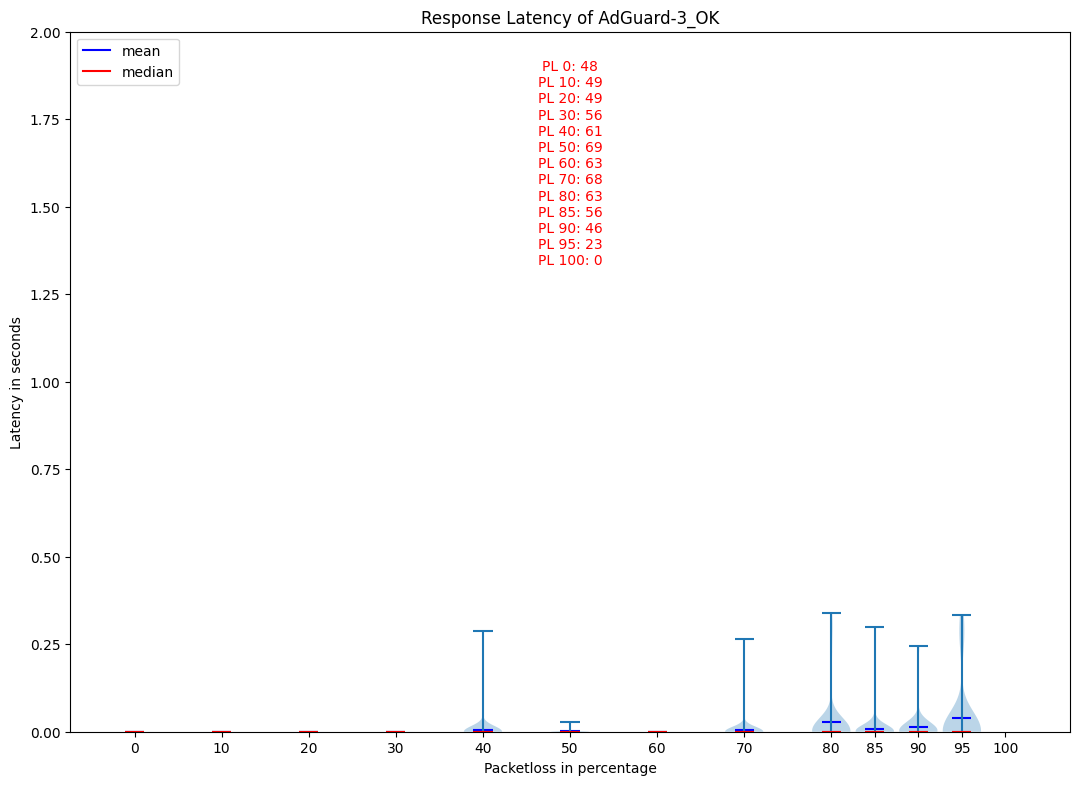 Response Latency of AdGuard-3_OK
mean
median
PL 0: 48
PL 10: 49
PL 20: 49
PL 30: 56
PL 40: 61
PL 50: 69
PL 60: 63
PL 70: 68
PL 80: 63
PL 85: 56
PL 90: 46
PL 95: 23
PL 100: 0
Latency in seconds
2.00
1.75
1.50
1.25
1.00
0.75
0.50
0.25
0.00
0 10 20 30 40 50 60 70 80 85 90 95 100
Packetloss in percentage